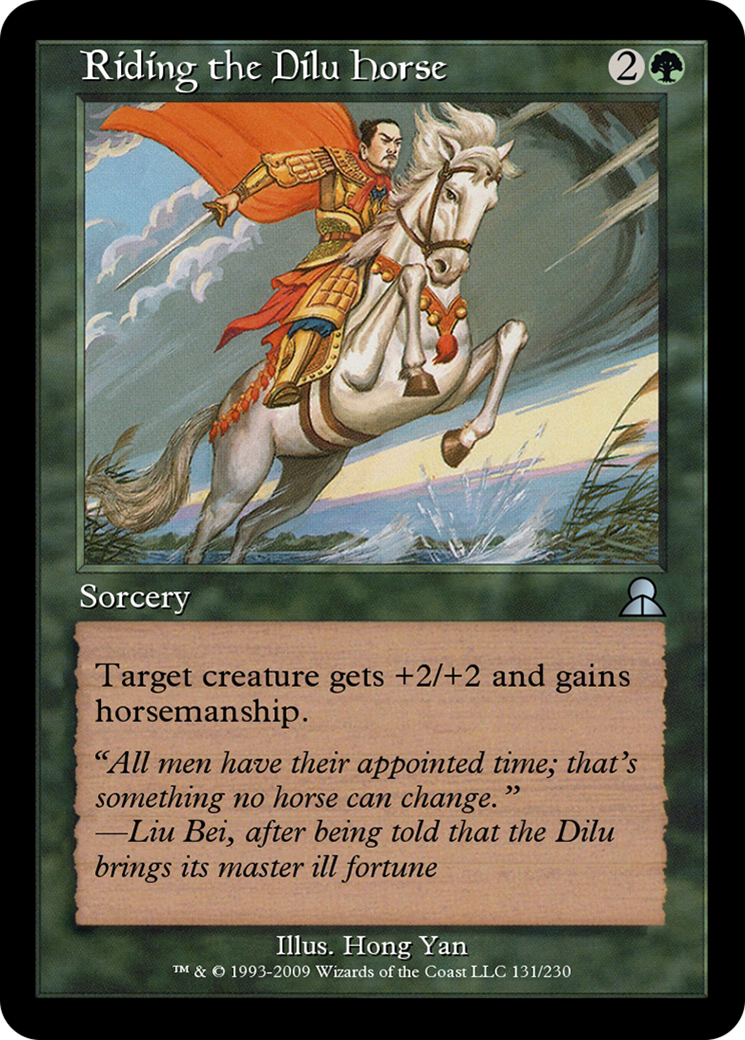 Riding the Dilu Horse 2
Sorcery
Target creature gets +2/+2 and gains
horsemanship.
“All men have their appointed time; that’s
something no horse can change.”
—Liu Bei, after being told that the Dilu
brings its master ill fortune
Illus. Hong Yan
™ & © 1993-2009 Wizards of the Coast LLC 131/230